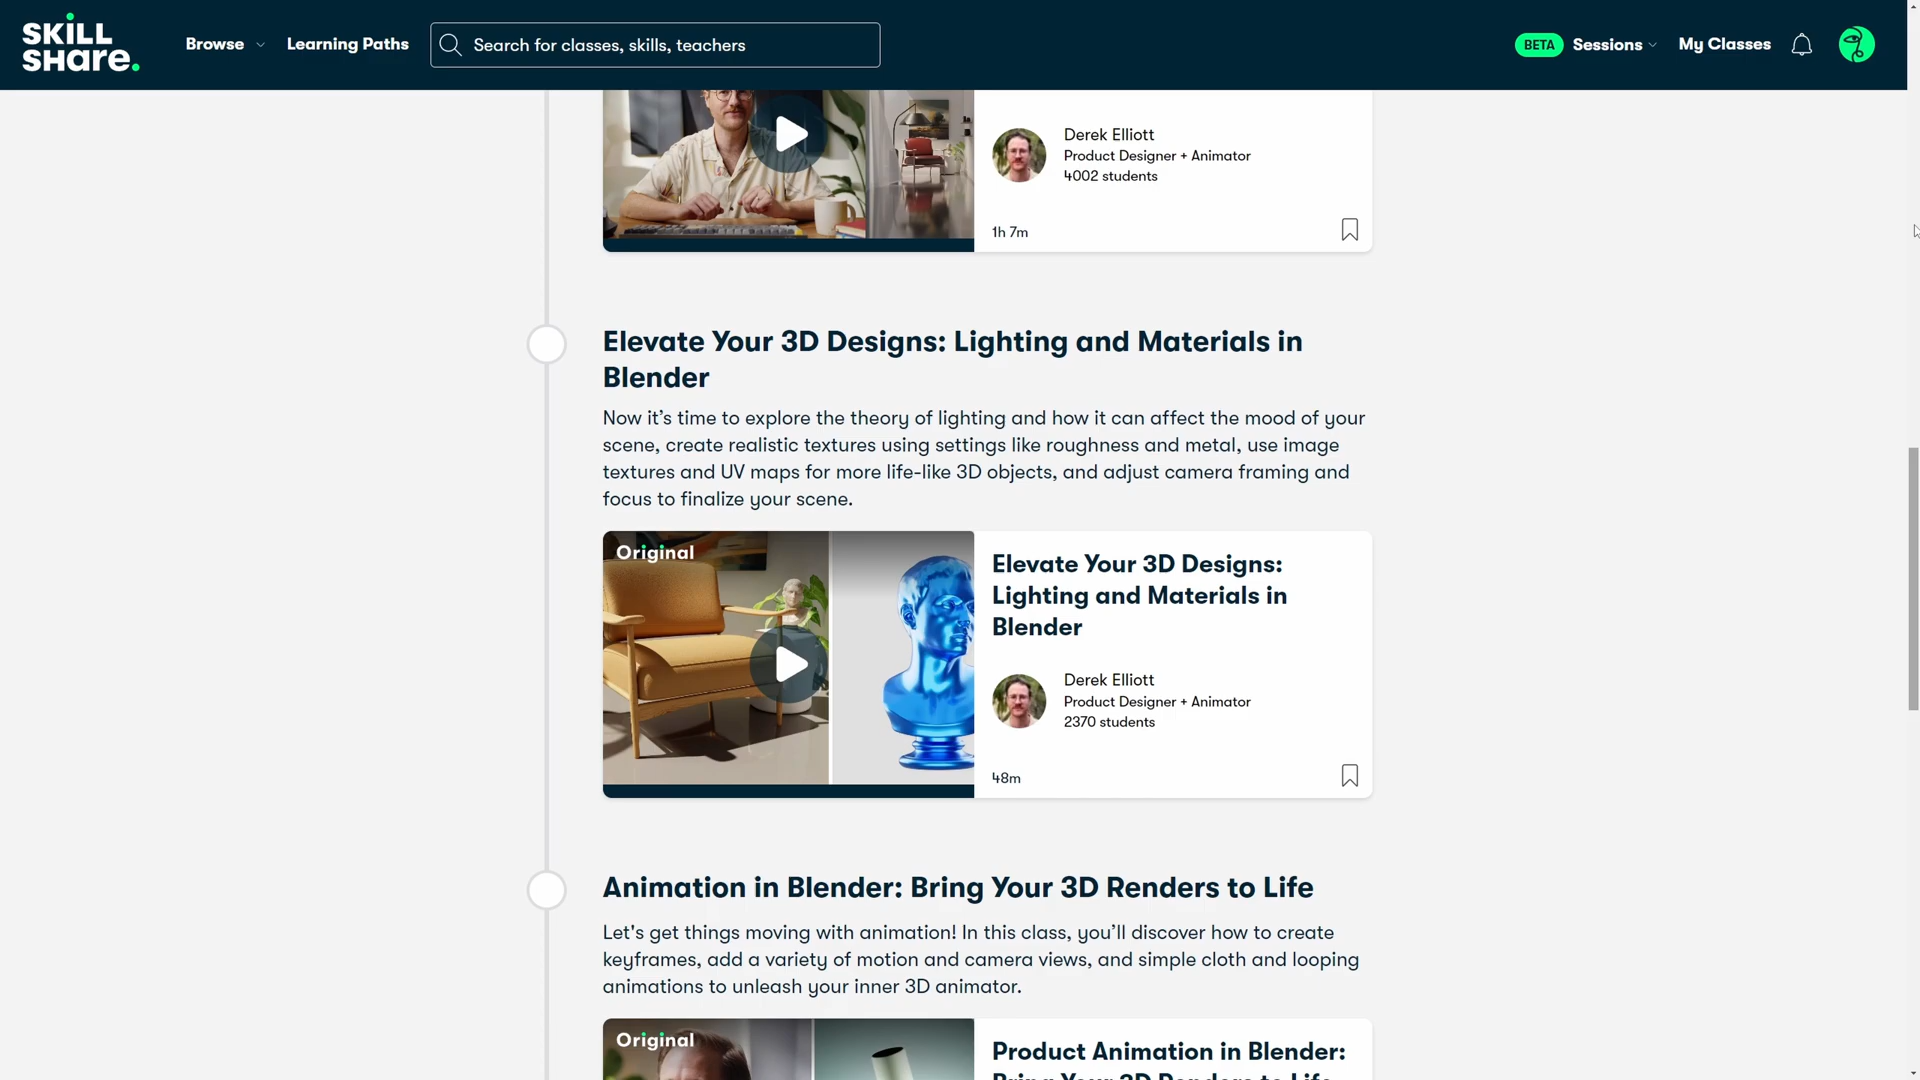 SKILL
SHARE.
Browse
Learning Paths
Search for classes, skills, teachers
BETA
Sessions
My Classes
Derek Elliott
Product Designer + Animator
4002 students
1h 7m
Elevate Your 3D Designs: Lighting and Materials in
Blender
Now it’s time to explore the theory of lighting and how it can affect the mood of your
scene, create realistic textures using settings like roughness and metal, use image
textures and UV maps for more life-like 3D objects, and adjust camera framing and
focus to finalize your scene.
Original
Elevate Your 3D Designs:
Lighting and Materials in
Blender
Derek Elliott
Product Designer + Animator
2370 students
48m
Animation in Blender: Bring Your 3D Renders to Life
Let's get things moving with animation! In this class, you’ll discover how to create
keyframes, add a variety of motion and camera views, and simple cloth and looping
animations to unleash your inner 3D animator.
Original
Product Animation in Blender:
Bring Your 3D Renders to Life